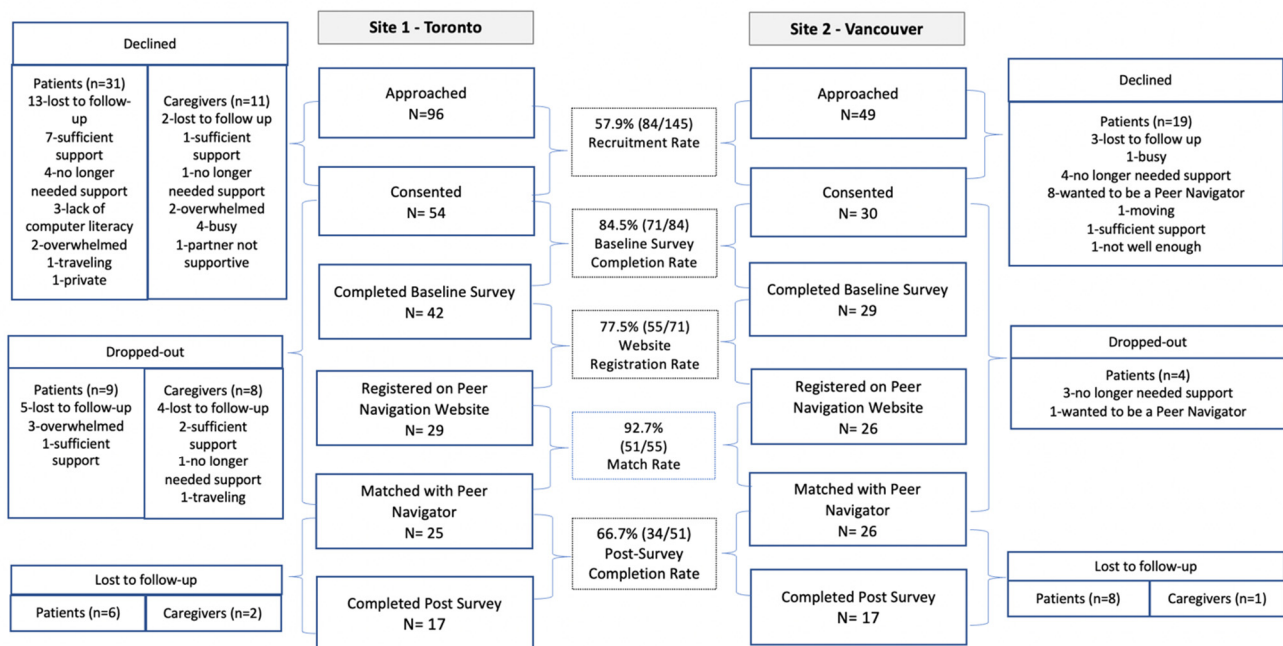 Site 1 - Toronto
Site 2 - Vancouver
Declined
Patients (n=31)
13-lost to follow-
up
7-sufficient
support
4-no longer
needed support
3-lack of
computer literacy
2-overwhelmed
1-traveling
1-private
Caregivers (n=11)
2-lost to follow up
1-sufficient
support
1-no longer
needed support
2-overwhelmed
4-busy
1-partner not
supportive
Approached
N=96
57.9% (84/145)
Recruitment Rate
Approached
N=49
Declined
Patients (n=19)
3-lost to follow up
1-busy
4-no longer needed support
8-wanted to be a Peer Navigator
1-moving
1-sufficient support
1-not well enough
Consented
N= 54
84.5% (71/84)
Baseline Survey
Completion Rate
Consented
N= 30
Completed Baseline Survey
N= 42
77.5% (55/71)
Website
Registration Rate
Completed Baseline Survey
N= 29
Dropped-out
Patients (n=9)
5-lost to follow-up
3-overwhelmed
1-sufficient
support
Caregivers (n=8)
4-lost to follow-up
2-sufficient
support
1-no longer
needed support
1-traveling
Registered on Peer
Navigation Website
N= 29
92.7%
(51/55)
Match Rate
Registered on Peer
Navigation Website
N= 26
Dropped-out
Patients (n=4)
3-no longer needed support
1-wanted to be a Peer Navigator
Matched with Peer
Navigator
N= 25
66.7% (34/51)
Post-Survey
Completion Rate
Matched with Peer
Navigator
N= 26
Lost to follow-up
Patients (n=6)
Caregivers (n=2)
Completed Post Survey
N= 17
Completed Post Survey
N= 17
Lost to follow-up
Patients (n=8)
Caregivers (n=1)